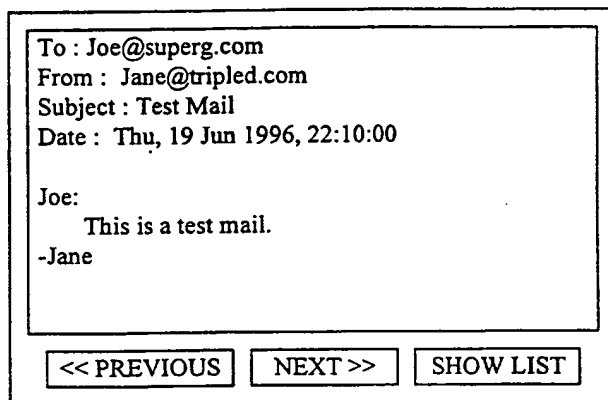 To : Joe@superg.com
From : Jane@tripled.com
Subject : Test Mail
Date : Thu, 19 Jun 1996, 22:10:00
Joe:
This is a test mail.
-Jane
<< PREVIOUS NEXT >> SHOW LIST